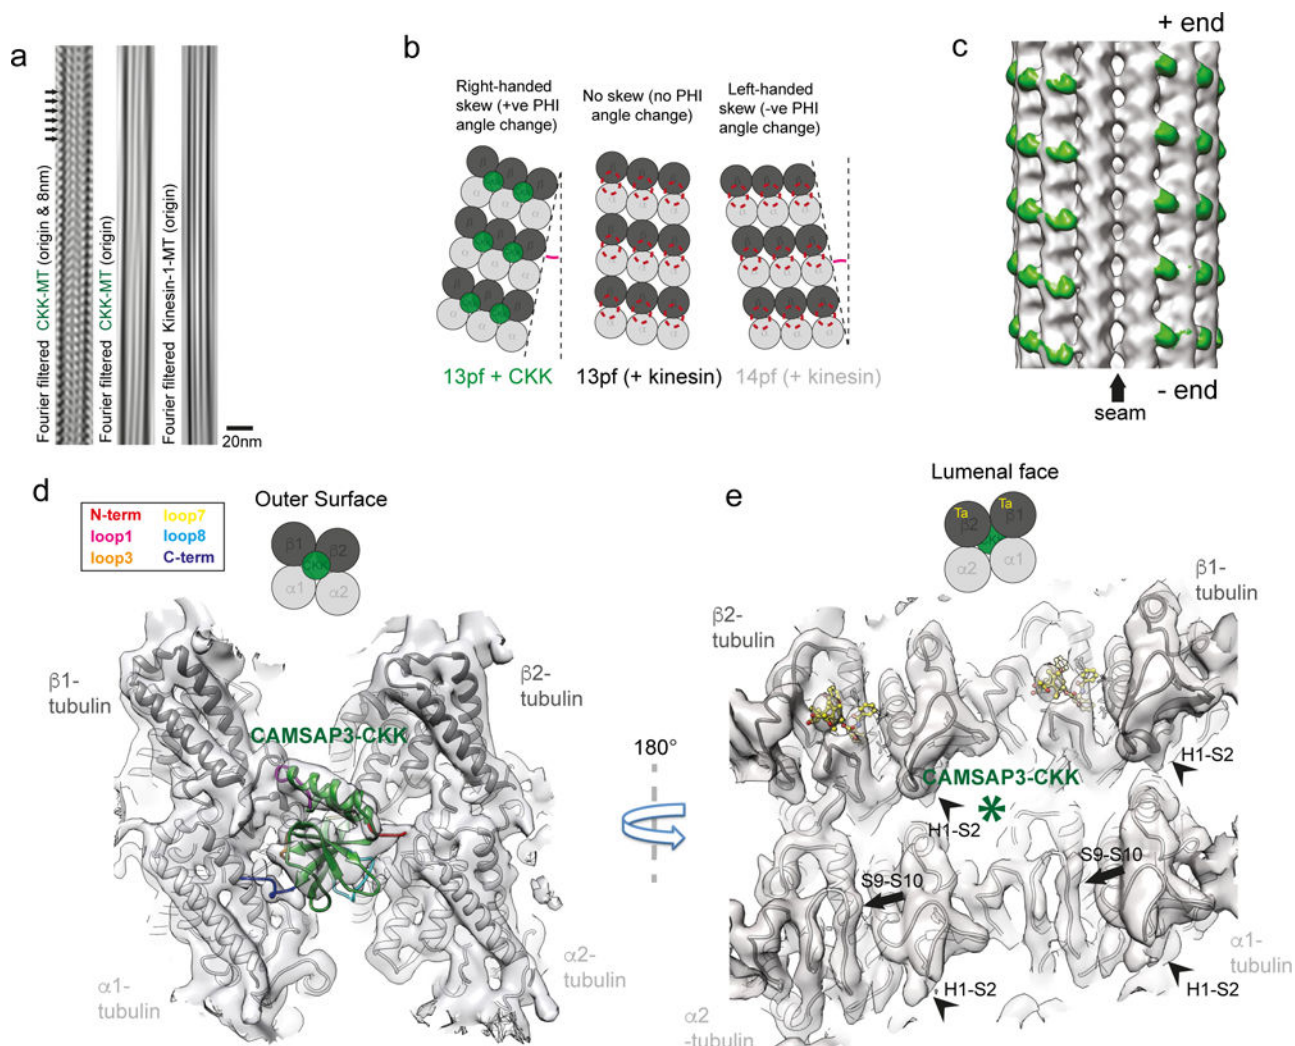 a
Fourier filtered CKK-MT (origin & 8nm)
Fourier filtered CKK-MT (origin)
Fourier filtered Kinesin-1-MT (origin)
20nm
b
Right-handed
skew (+ve PHI
angle change)
No skew (no PHI
angle change)
Left-handed
skew (-ve PHI
angle change)
β β β
α α α
β β β
α α α
β β β
α α α
β β β
α α α
β β β
α α α
β β β
α α α
β β β
α α α
β β β
α α α
β β β
α α α
13pf + CKK
13pf (+ kinesin)
14pf (+ kinesin)
c
+ end
- end
seam
d
N-term
loop7
loop1
loop8
loop3
C-term
Outer Surface
β1
β2
CKK
α1
α2
β1-
tubulin
β2-
tubulin
CAMSAP3-CKK
α1-
tubulin
α2-
tubulin
180°
e
Lumenal face
Ta
Ta
β2
β1
α2
α1
β2-
tubulin
β1-
tubulin
H1-S2
CAMSAP3-CKK
H1-S2
S9-S10
S9-S10
α1-
tubulin
H1-S2
H1-S2
α2
-tubulin